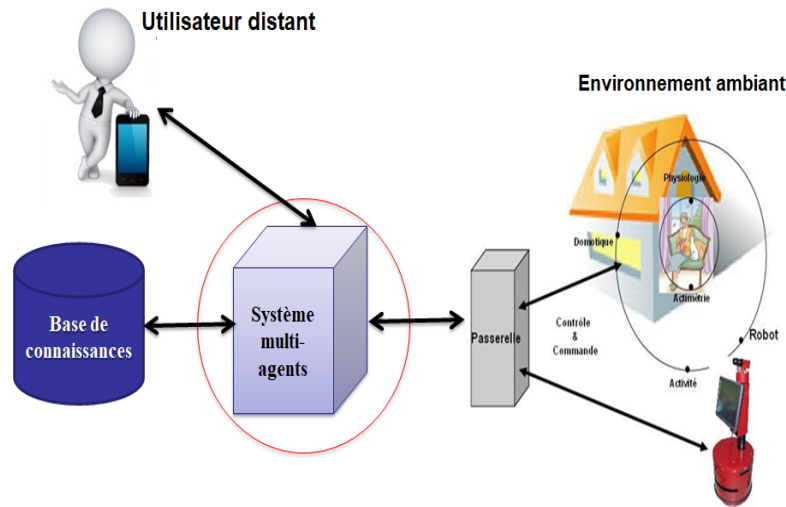 Utilisateur distant
Environnement ambiant
Physiologie
Domotique
Actimétrie
Base de
connaissances
Système
multi-
agents
Passerelle
Contrôle
&
Commande
Robot
Activité